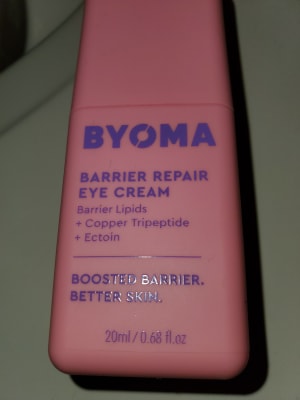 BYOMA
BARRIER REPAIR
EYE CREAM
Barrier Lipids
+ Copper Tripeptide
+ Ectoin
BOOSTED BARRIER.
BETTER SKIN.
20ml / 0.68 fl.oz